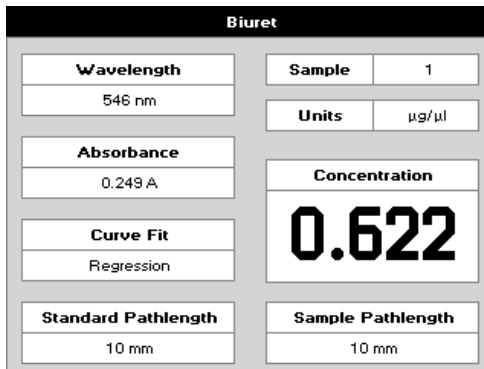 Biuret
Wavelength
546 nm
Sample 1
Units µg/µl
Absorbance
0.249 A
Concentration
0.622
Curve Fit
Regression
Standard Pathlength
10 mm
Sample Pathlength
10 mm